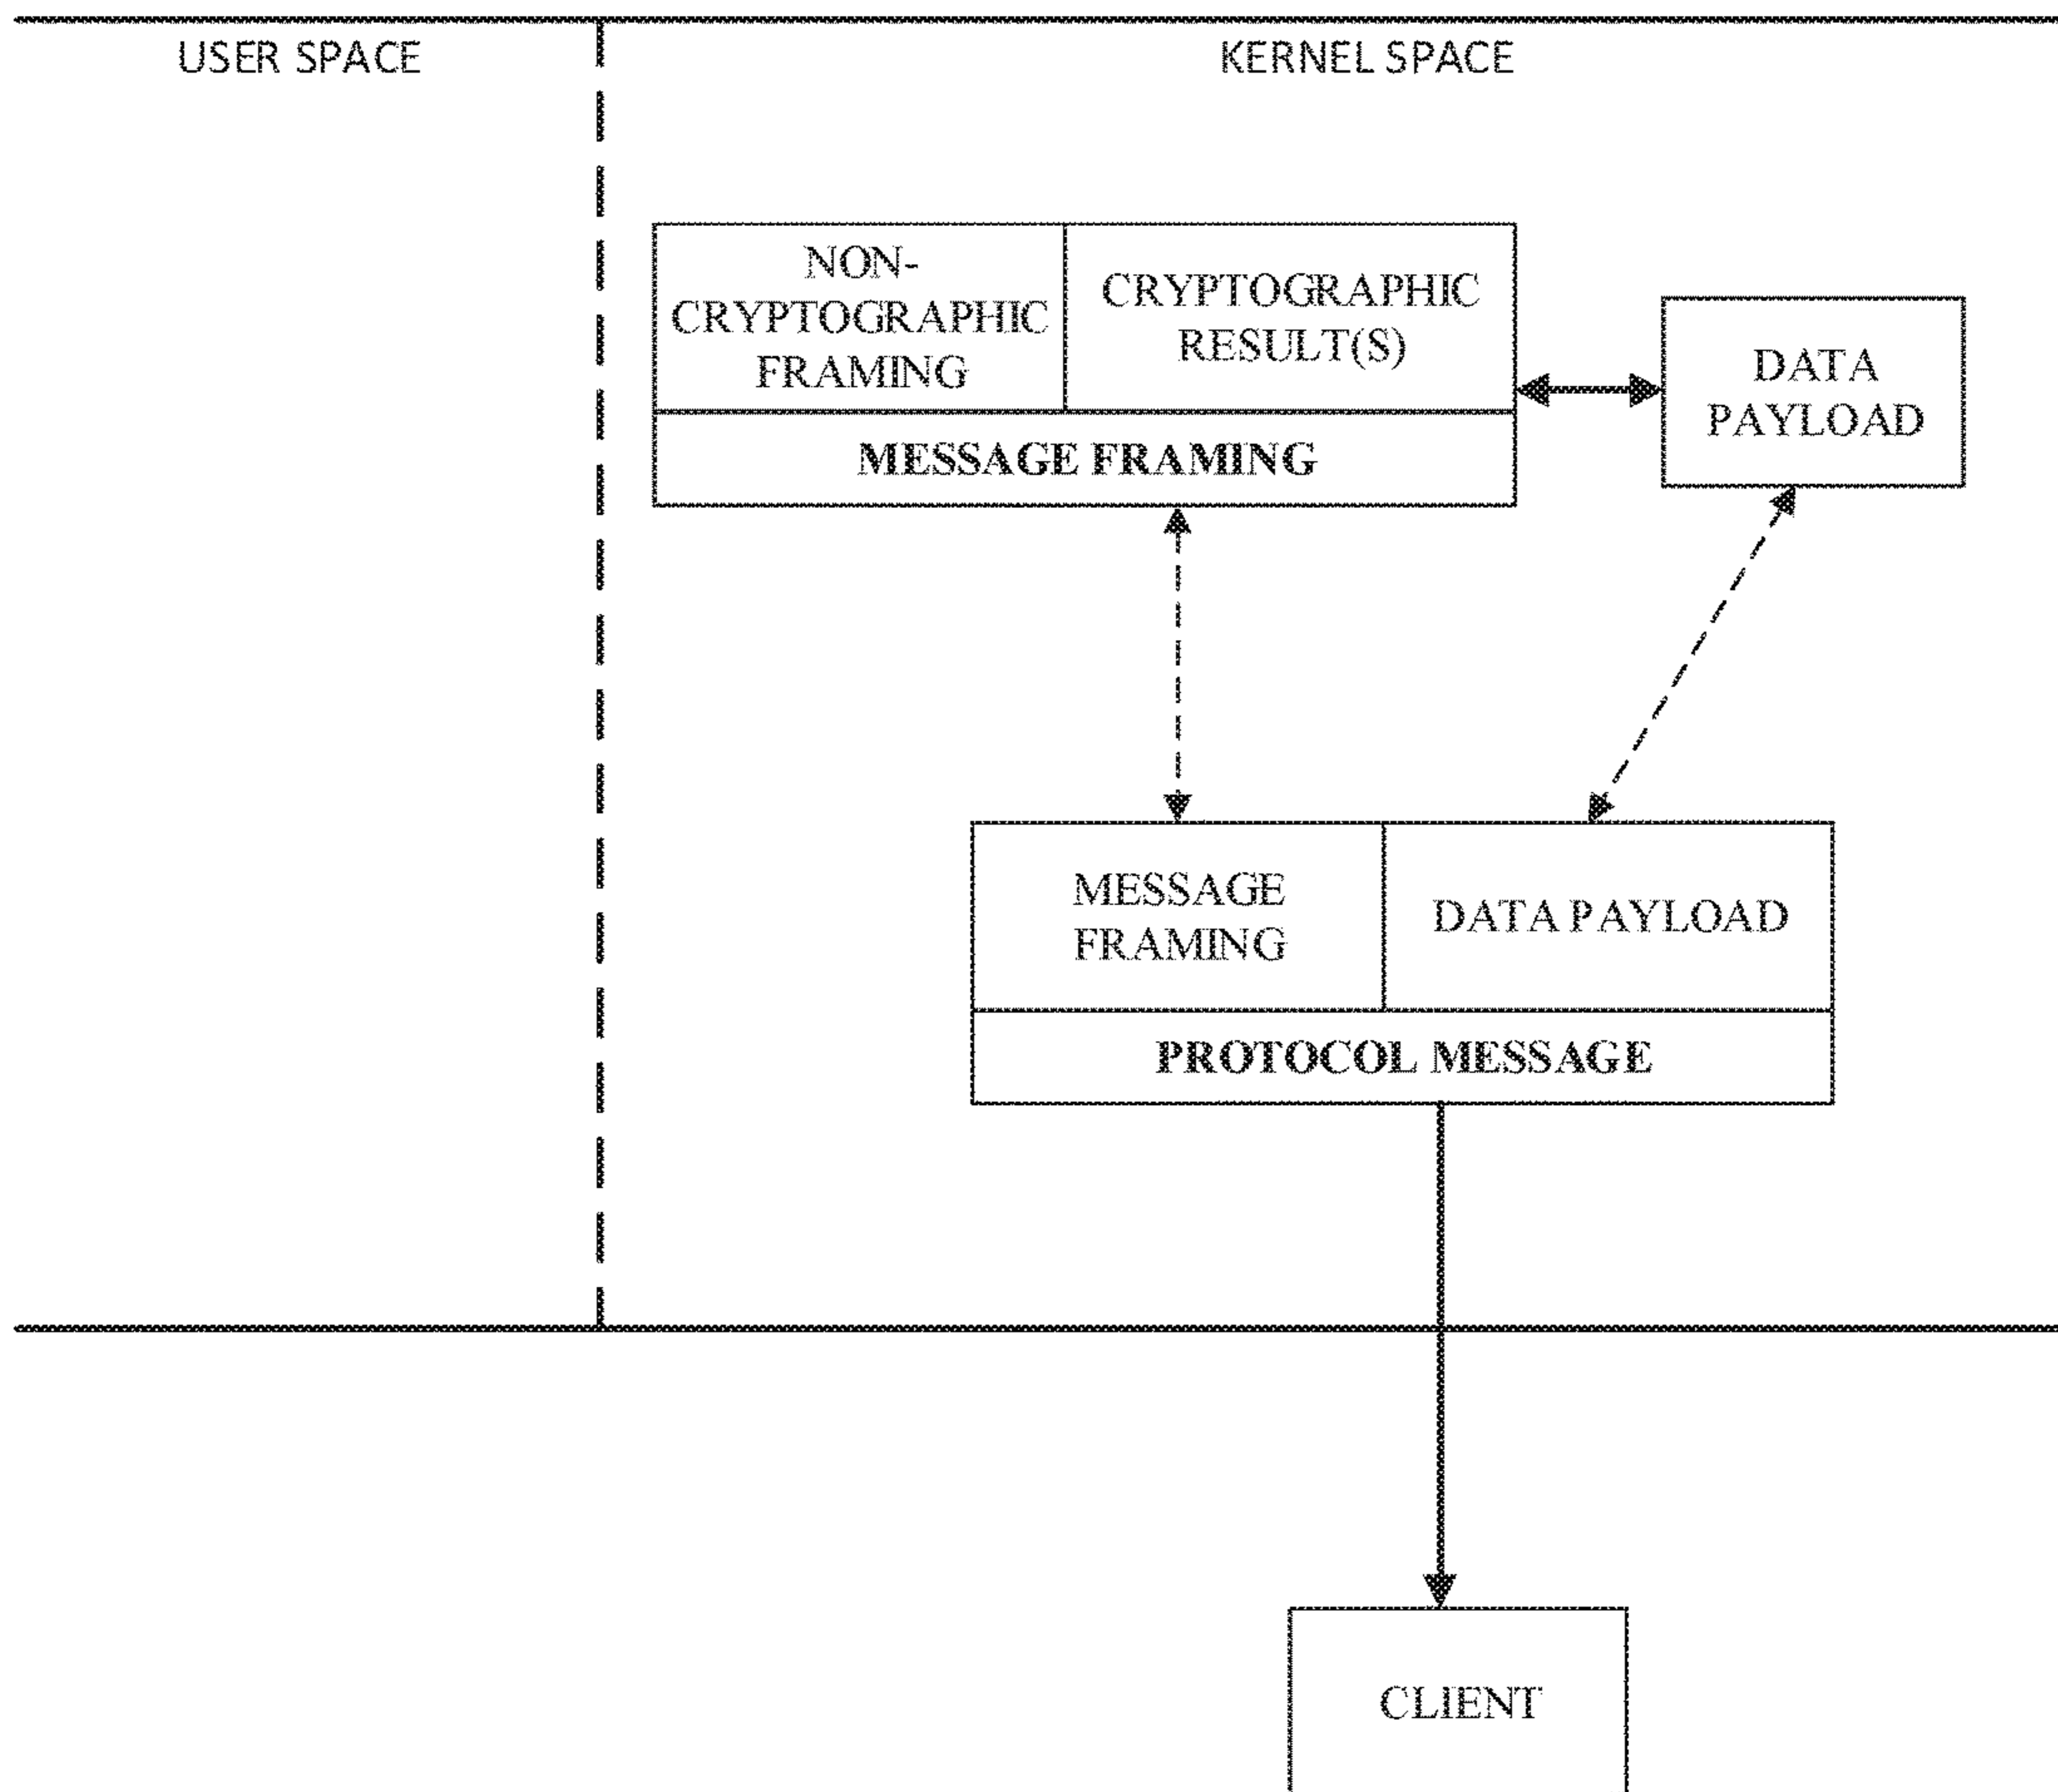 USER SPACE
KERNEL SPACE
NON-
CRYPTOGRAPHIC
FRAMING
CRYPTOGRAPHIC
RESULT(S)
MESSAGE FRAMING
DATA
PAYLOAD
MESSAGE
FRAMING
DATA PAYLOAD
PROTOCOL MESSAGE
CLIENT